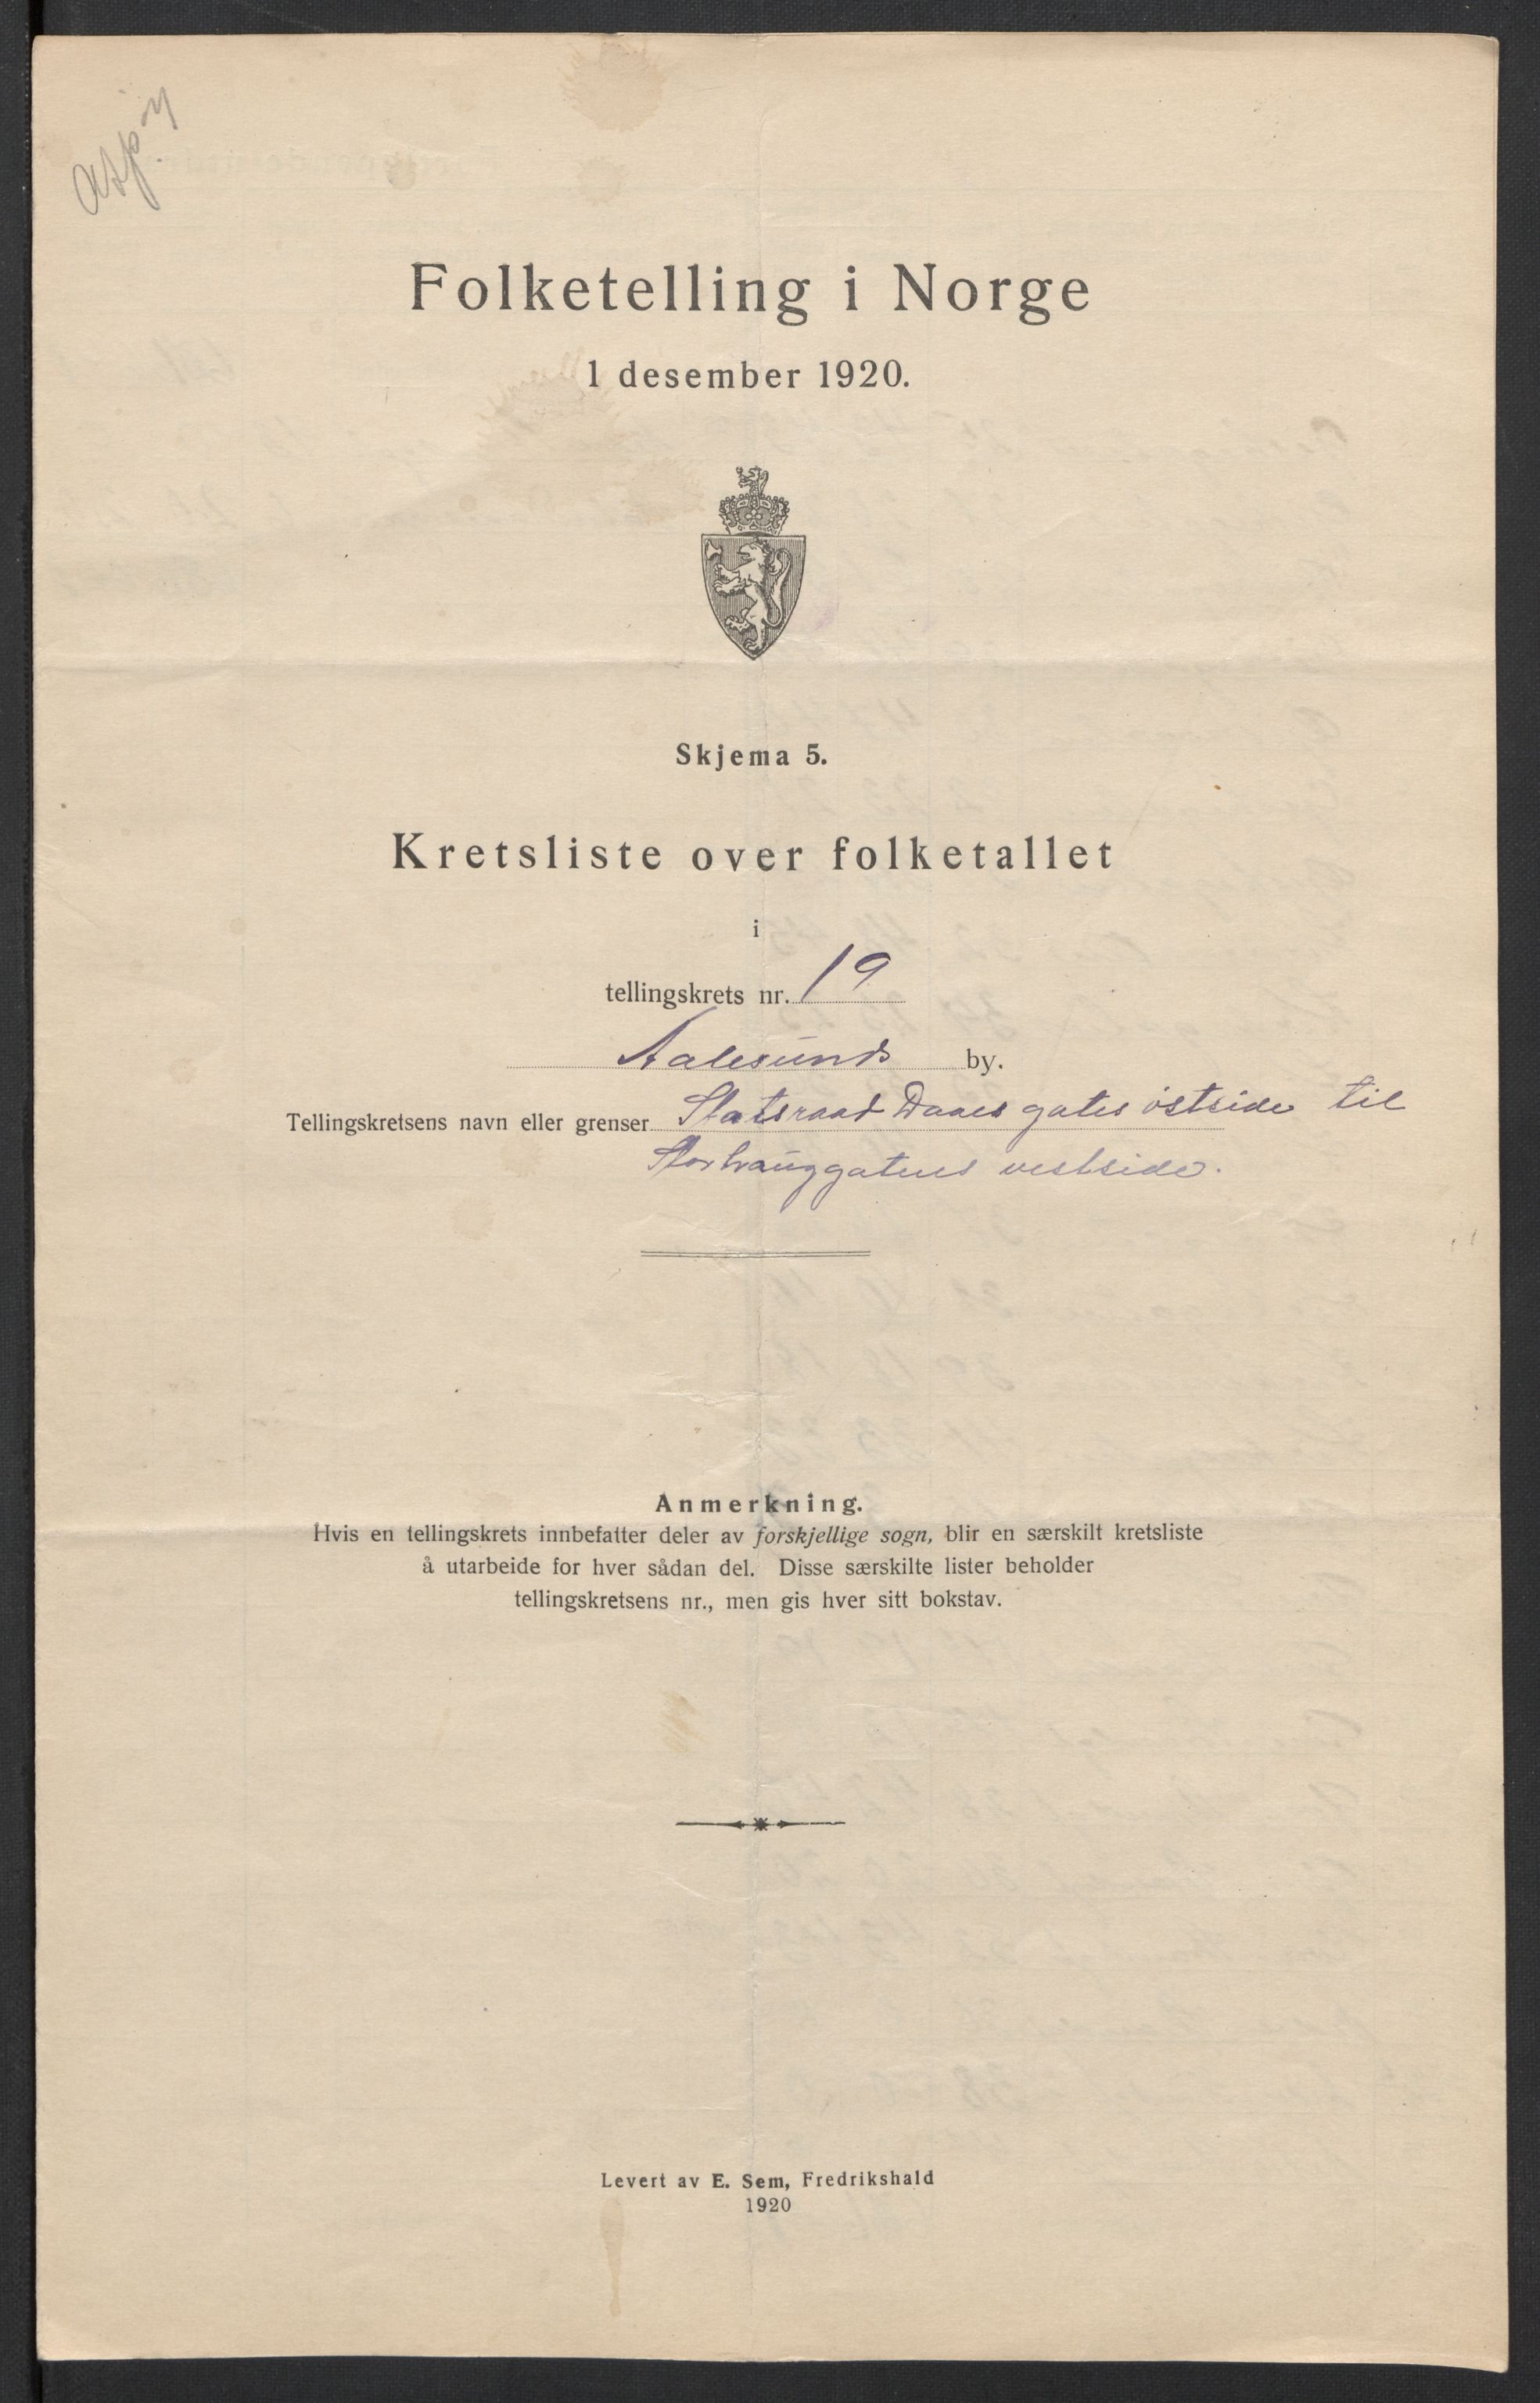 Aspøy
Folketelling i Norge
1 desember 1920.
Skjema 5.
Kretsliste over folketallet
i
tellingskrets nr. 19
Aalesunds by.
Tellingskretsens navn eller grenser Statsraad Daaes gates østside til
Storhauggatens vestside.
Anmerkning.
Hvis en tellingskrets innbefatter deler av forskjellige sogn, blir en særskilt kretsliste
å utarbeide for hver sådan del. Disse særskilte lister beholder
tellingskretsens nr., men gis hver sitt bokstav.
Levert av E. Sem, Fredrikshald
1920